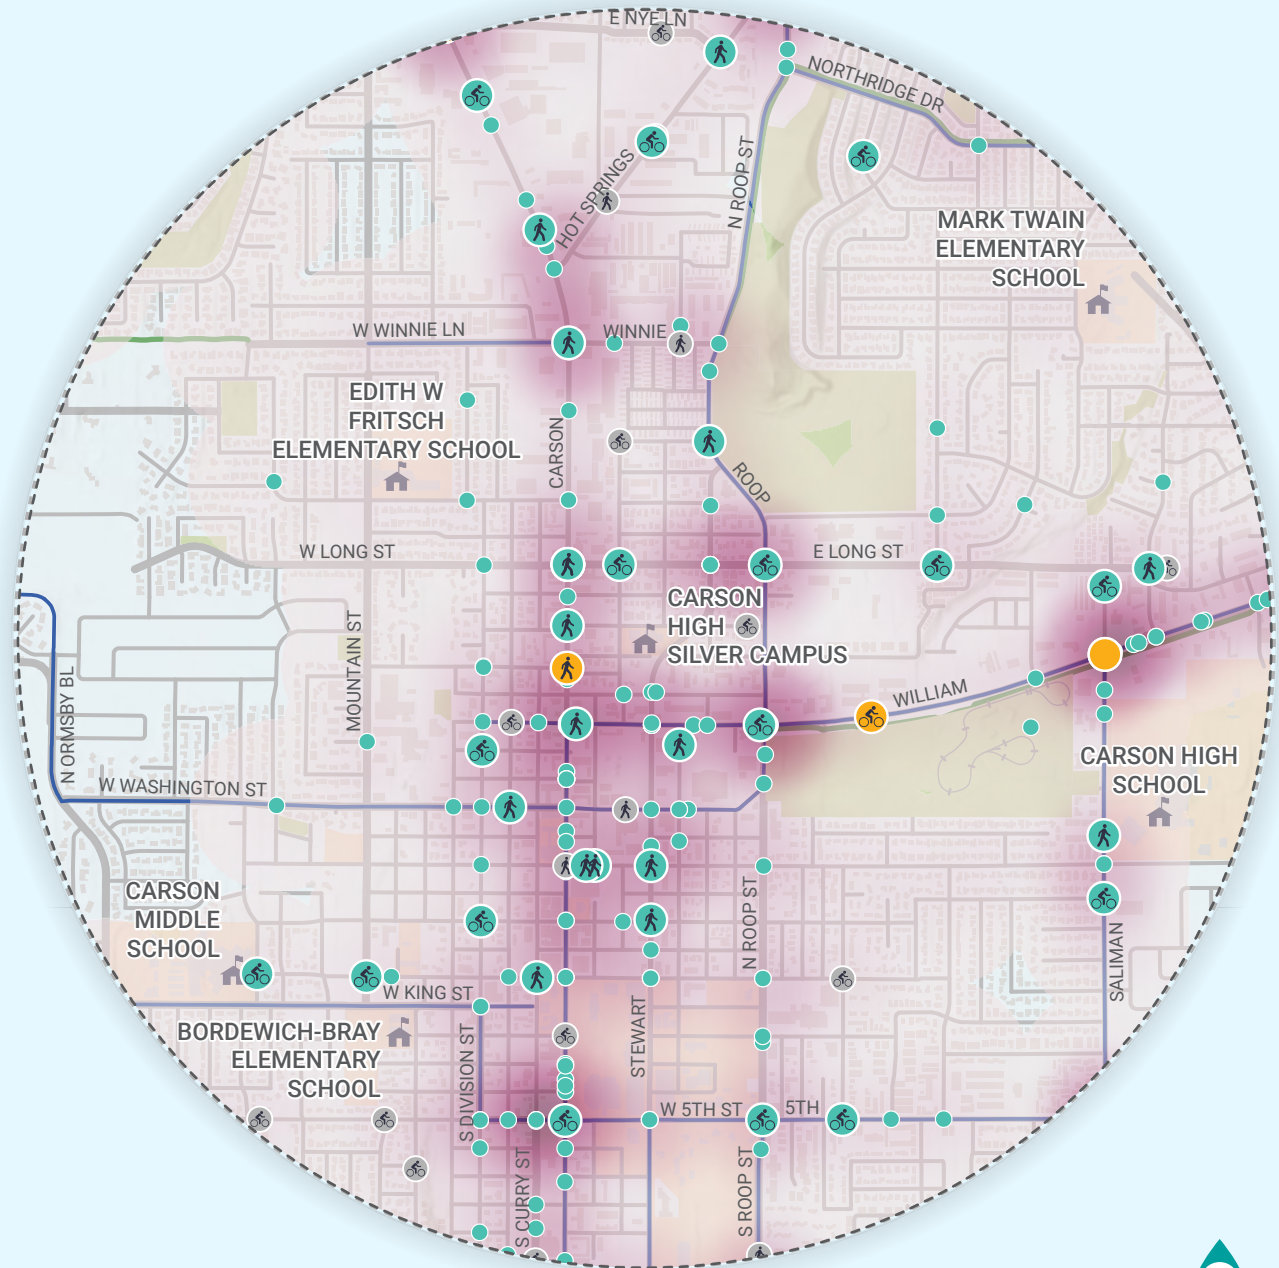 E NYE LN
NORTHRIDGE DR
N ROOP ST
HOT SPRINGS
MARK TWAIN
ELEMENTARY
SCHOOL
W WINNIE LN
WINNIE
EDITH W
FRITSCH
ELEMENTARY SCHOOL
CARSON
ROOP
W LONG ST
E LONG ST
CARSON
HIGH
SILVER CAMPUS
MOUNTAIN ST
N ORMSBY BL
WILLIAM
CARSON HIGH
SCHOOL
W WASHINGTON ST
CARSON
MIDDLE
SCHOOL
N ROOP ST
SALIMAN
W KING ST
STEWART
BORDEWICH-BRAY
ELEMENTARY
SCHOOL
S DIVISION ST
W 5TH ST
5TH
S CURRY ST
S ROOP ST